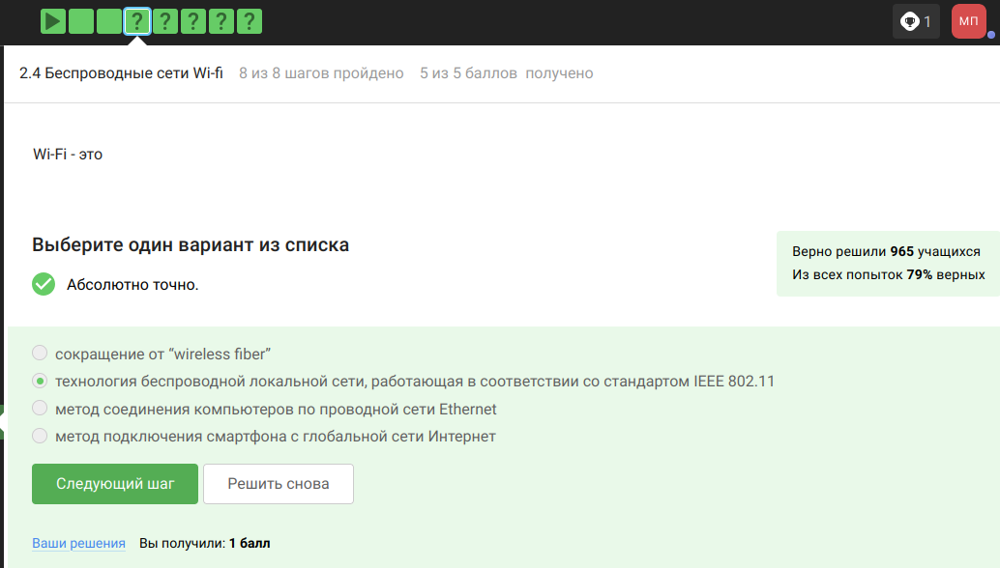 ? ? ? ? ?
1
МП
2.4 Беспроводные сети Wi-fi 8 из 8 шагов пройдено 5 из 5 баллов получено
Wi-Fi - это
Выберите один вариант из списка
Абсолютно точно.
Верно решили 965 учащихся
Из всех попыток 79% верных
сокращение от “wireless fiber”
технология беспроводной локальной сети, работающая в соответствии со стандартом IEEE 802.11
метод соединения компьютеров по проводной сети Ethernet
метод подключения смартфона с глобальной сети Интернет
Следующий шаг Решить снова
Ваши решения Вы получили: 1 балл